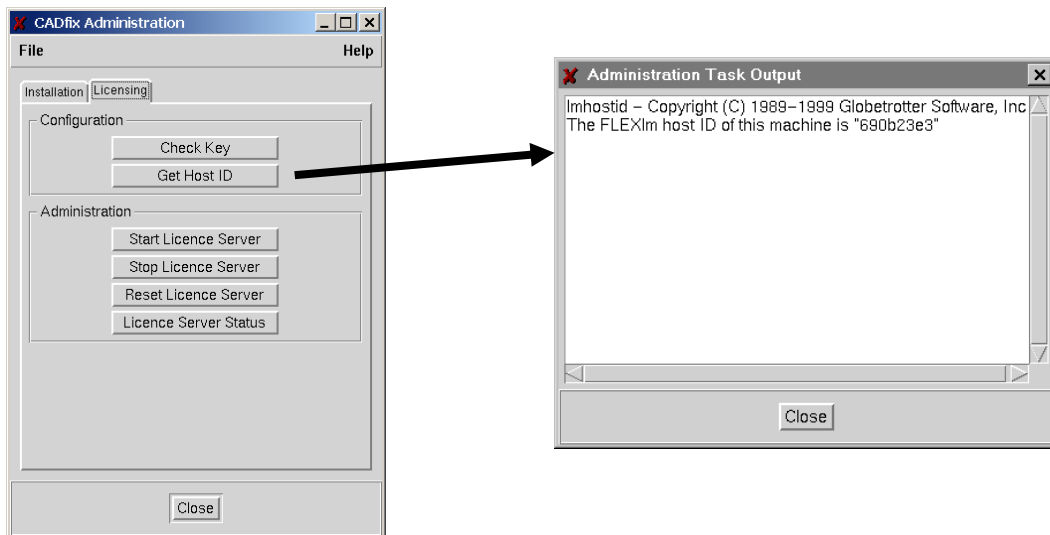 CADfix Administration
File Help
Installation Licensing
Configuration
Check Key
Get Host ID
Administration
Start Licence Server
Stop Licence Server
Reset Licence Server
Licence Server Status
Close
Administration Task Output
lmhostid – Copyright (C) 1989–1999 Globetrotter Software, Inc
The FLEXlm host ID of this machine is "690b23e3"
Close